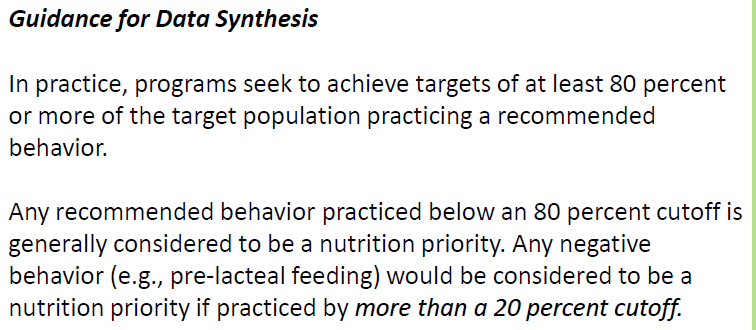 Guidance for Data Synthesis
In practice, programs seek to achieve targets of at least 80 percent
or more of the target population practicing a recommended
behavior.
Any recommended behavior practiced below an 80 percent cutoff is
generally considered to be a nutrition priority. Any negative
behavior (e.g., pre-lacteal feeding) would be considered to be a
nutrition priority if practiced by more than a 20 percent cutoff.